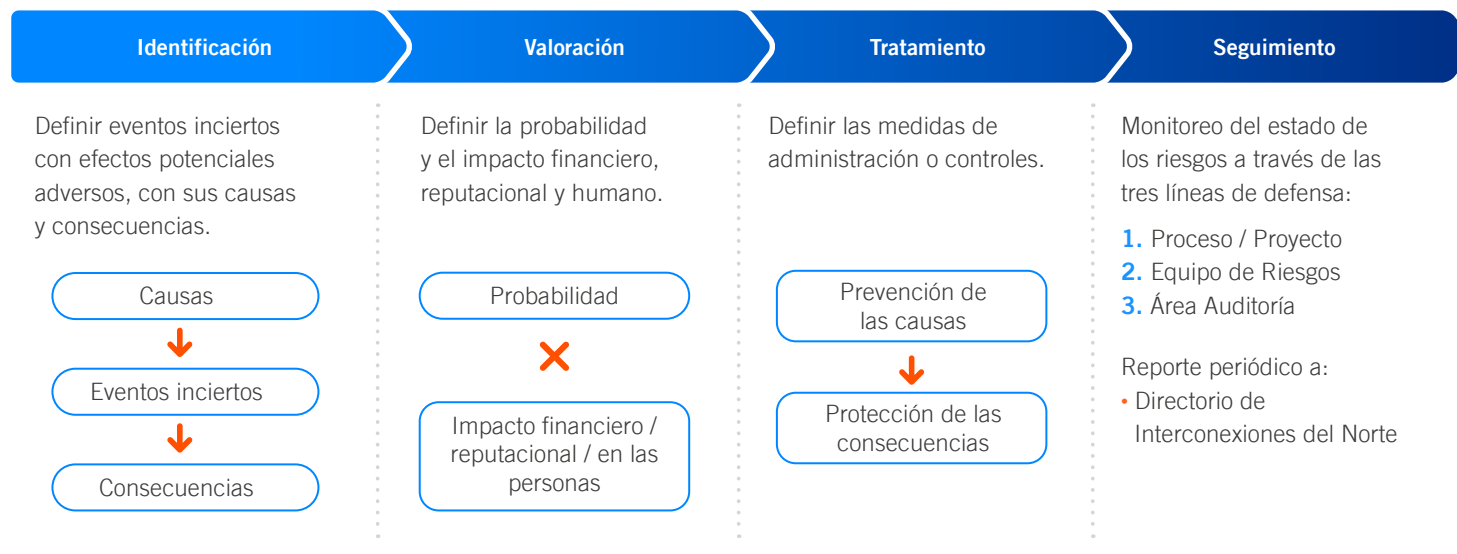 Identificación
Valoración
Tratamiento
Seguimiento
Definir eventos inciertos
con efectos potenciales
adversos, con sus causas
y consecuencias.
Causas
Eventos inciertos
Consecuencias
Definir la probabilidad
y el impacto financiero,
reputacional y humano.
Probabilidad
Impacto financiero /
reputacional / en las
personas
Definir las medidas de
administración o controles.
Prevención de
las causas
Protección de las
consecuencias
Monitoreo del estado de
los riesgos a través de las
tres líneas de defensa:
1. Proceso / Proyecto
2. Equipo de Riesgos
3. Área Auditoría
Reporte periódico a:
• Directorio de
Interconexiones del Norte